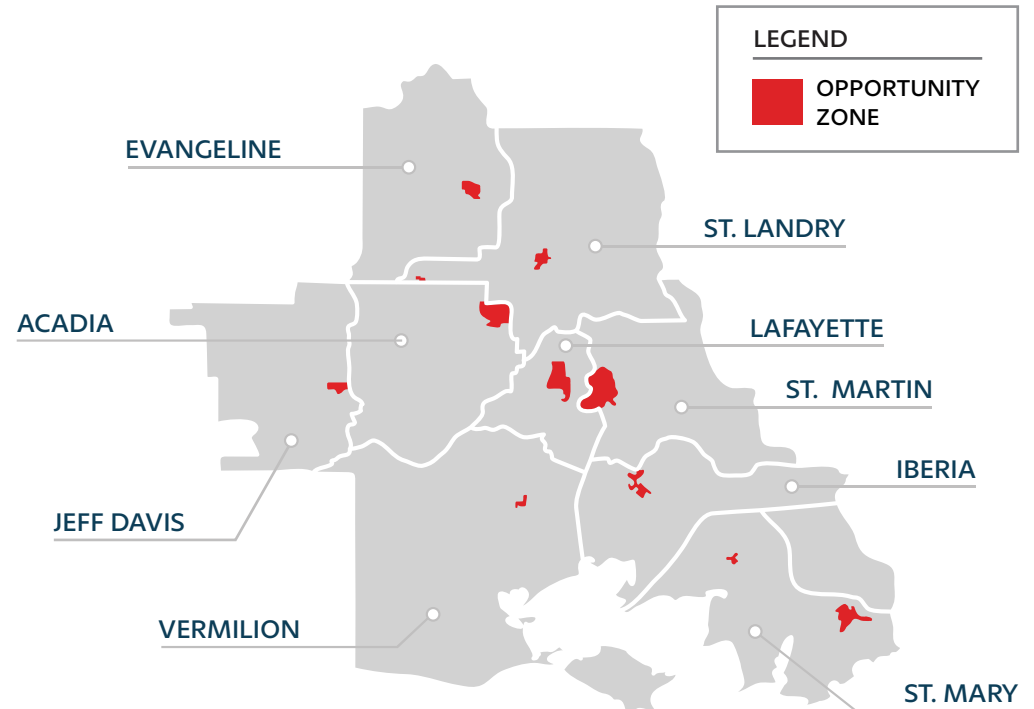 LEGEND
OPPORTUNITY
ZONE
EVANGELINE
ST. LANDRY
ACADIA
LAFAYETTE
ST. MARTIN
IBERIA
JEFF DAVIS
VERMILION
ST. MARY